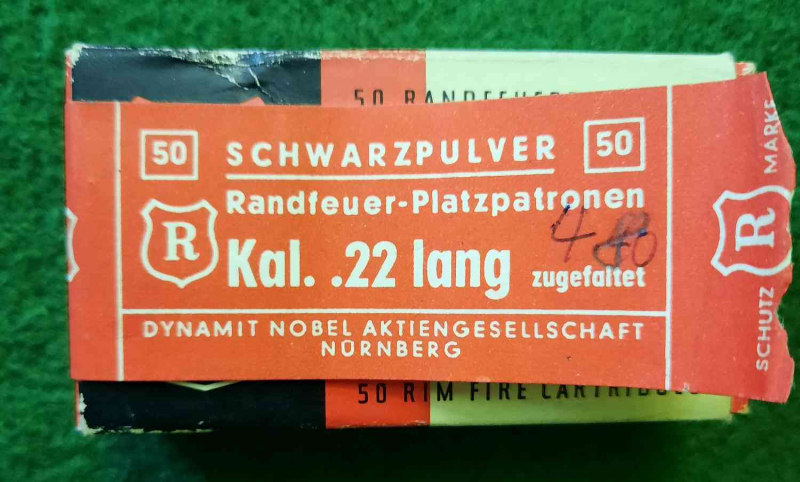 50 RANDFEUER
50 SCHWARZPULVER 50
Randfeuer-Platzpatronen
R Kal. .22 lang zugefaltet
DYNAMIT NOBEL AKTIENGESELLSCHAFT
NÜRNBERG
SCHUTZ R MARKE
50 RIM FIRE CARTRIDGES